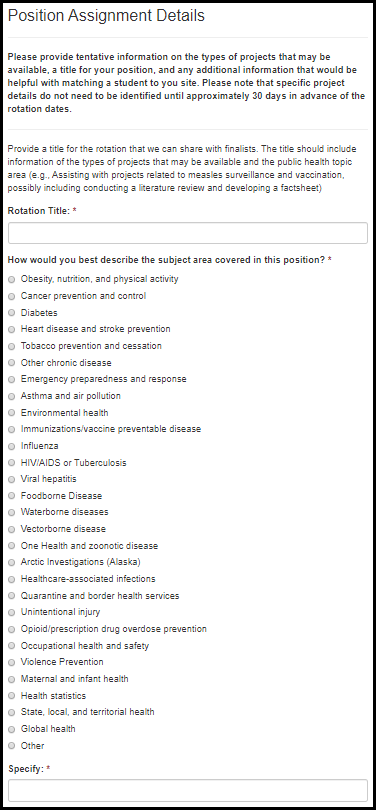 Position Assignment Details
Please provide tentative information on the types of projects that may be
available, a title for your position, and any additional information that would be
helpful with matching a student to you site. Please note that specific project
details do not need to be identified until approximately 30 days in advance of the
rotation dates.
Provide a title for the rotation that we can share with finalists. The title should include
information of the types of projects that may be available and the public health topic
area (e.g., Assisting with projects related to measles surveillance and vaccination,
possibly including conducting a literature review and developing a factsheet)
Rotation Title: *
How would you best describe the subject area covered in this position? *
Obesity, nutrition, and physical activity
Cancer prevention and control
Diabetes
Heart disease and stroke prevention
Tobacco prevention and cessation
Other chronic disease
Emergency preparedness and response
Asthma and air pollution
Environmental health
Immunizations/vaccine preventable disease
Influenza
HIV/AIDS or Tuberculosis
Viral hepatitis
Foodborne Disease
Waterborne diseases
Vectorborne disease
One Health and zoonotic disease
Arctic Investigations (Alaska)
Healthcare-associated infections
Quarantine and border health services
Unintentional injury
Opioid/prescription drug overdose prevention
Occupational health and safety
Violence Prevention
Maternal and infant health
Health statistics
State, local, and territorial health
Global health
Other
Specify: *